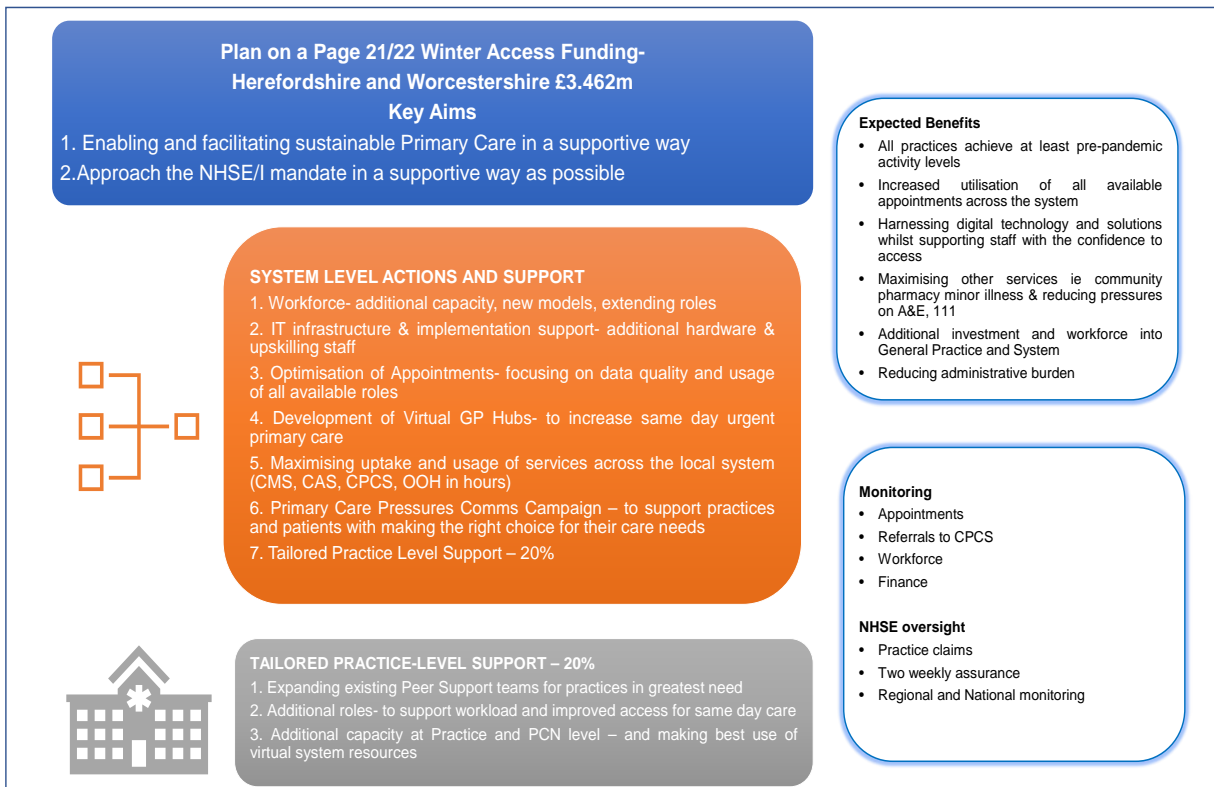 Plan on a Page 21/22 Winter Access Funding-
Herefordshire and Worcestershire £3.462m
Key Aims
1. Enabling and facilitating sustainable Primary Care in a supportive way
2.Approach the NHSE/I mandate in a supportive way as possible
SYSTEM LEVEL ACTIONS AND SUPPORT
1. Workforce- additional capacity, new models, extending roles
2. IT infrastructure & implementation support- additional hardware &
upskilling staff
3. Optimisation of Appointments- focusing on data quality and usage
of all available roles
4. Development of Virtual GP Hubs- to increase same day urgent
primary care
5. Maximising uptake and usage of services across the local system
(CMS, CAS, CPCS, OOH in hours)
6. Primary Care Pressures Comms Campaign – to support practices
and patients with making the right choice for their care needs
7. Tailored Practice Level Support – 20%
TAILORED PRACTICE-LEVEL SUPPORT – 20%
1. Expanding existing Peer Support teams for practices in greatest need
2. Additional roles- to support workload and improved access for same day care
3. Additional capacity at Practice and PCN level – and making best use of
virtual system resources
Expected Benefits
• All practices achieve at least pre-pandemic
activity levels
• Increased utilisation of all available
appointments across the system
• Harnessing digital technology and solutions
whilst supporting staff with the confidence to
access
• Maximising other services ie community
pharmacy minor illness & reducing pressures
on A&E, 111
• Additional investment and workforce into
General Practice and System
• Reducing administrative burden
Monitoring
• Appointments
• Referrals to CPCS
• Workforce
• Finance
NHSE oversight
• Practice claims
• Two weekly assurance
• Regional and National monitoring